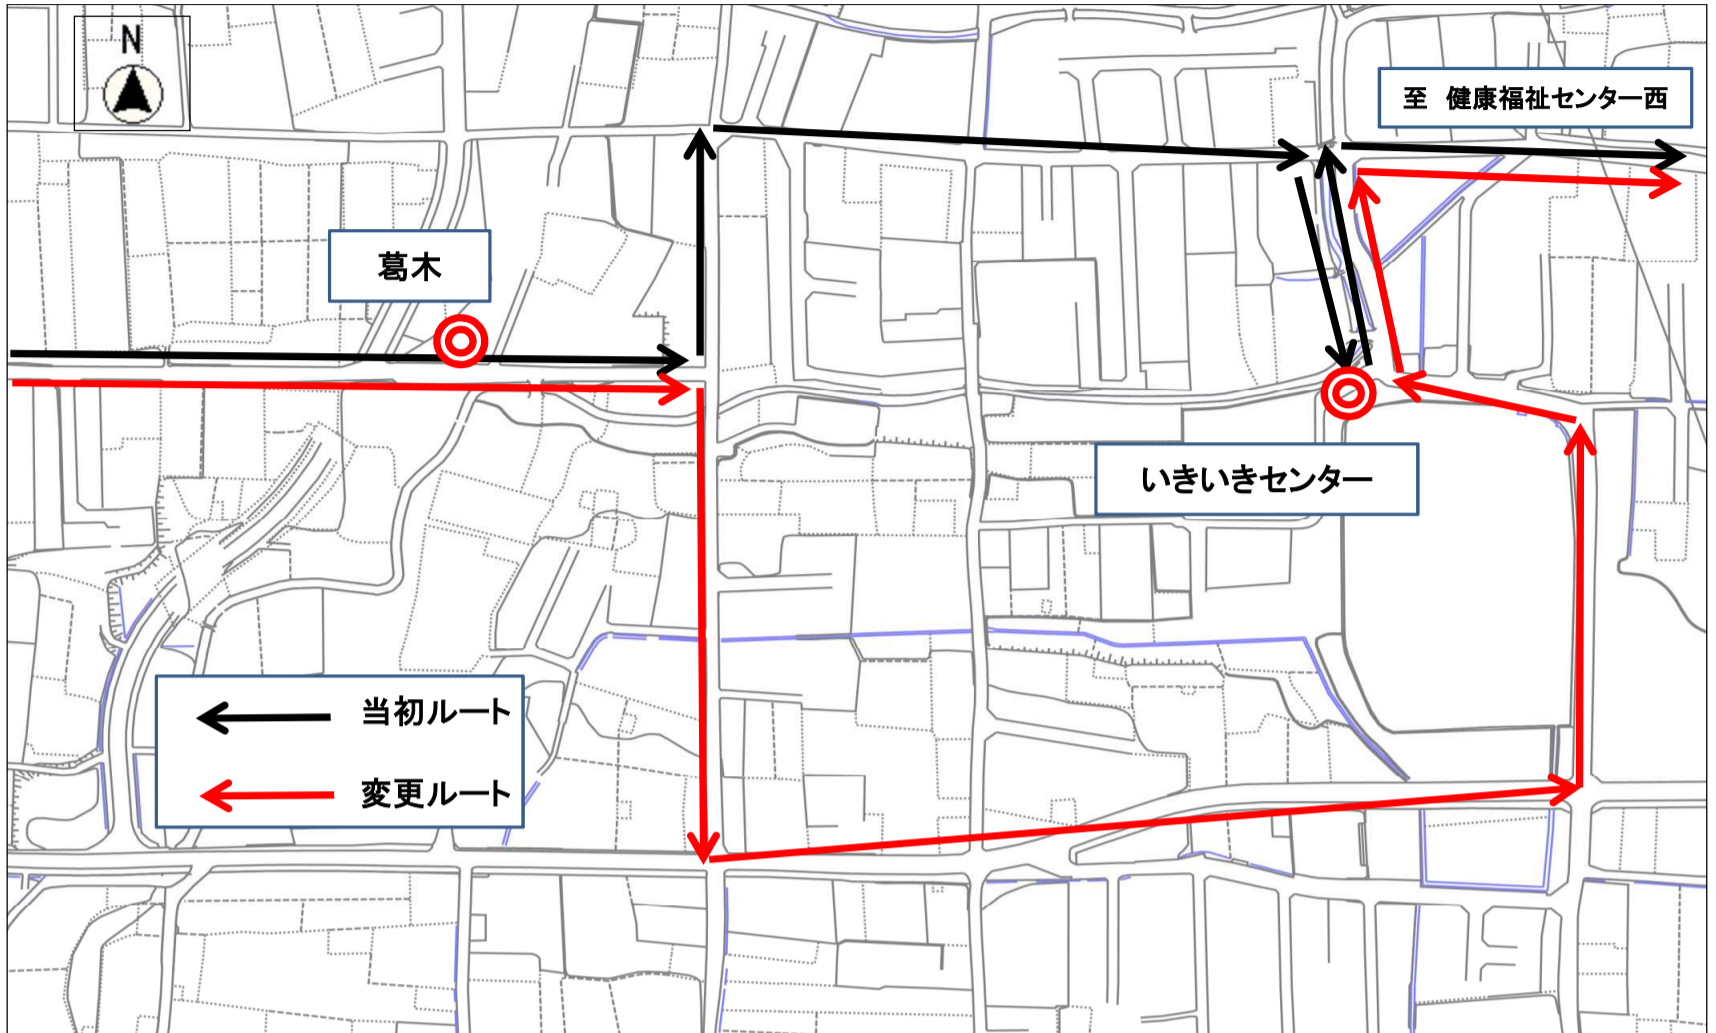 N
至 健康福祉センター西
葛木
いきいきセンター
当初ルート
変更ルート